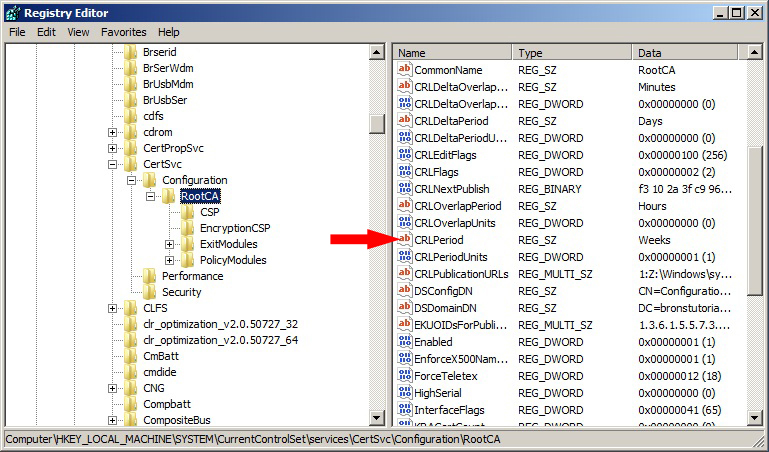 Registry Editor
File Edit View Favorites Help
Brserid
BrSerWdm
BrUsbMdm
BrUsbSer
cdfs
cdrom
CertPropSvc
CertSvc
Configuration
RootCA
CSP
EncryptionCSP
ExitModules
PolicyModules
Performance
Security
CLFS
clr_optimization_v2.0.50727_32
clr_optimization_v2.0.50727_64
CmBatt
cmdide
CNG
Compbatt
CompositeBus
Name Type Data
CommonName REG_SZ RootCA
CRLDeltaOverlap... REG_SZ Minutes
CRLDeltaOverlap... REG_DWORD 0x00000000 (0)
CRLDeltaPeriod REG_SZ Days
CRLDeltaPeriodU... REG_DWORD 0x00000000 (0)
CRLEditFlags REG_DWORD 0x00000100 (256)
CRLFlags REG_DWORD 0x00000002 (2)
CRLNextPublish REG_BINARY f3 10 2a 3f c9 96...
CRLOverlapPeriod REG_SZ Hours
CRLOverlapUnits REG_DWORD 0x00000000 (0)
CRLPeriod REG_SZ Weeks
CRLPeriodUnits REG_DWORD 0x00000001 (1)
CRLPublicationURLs REG_MULTI_SZ 1:Z:\Windows\sy...
DSConfigDN REG_SZ CN=Configuratio...
DSDomainDN REG_SZ DC=bronstutoria...
EKUOIDsForPubli... REG_MULTI_SZ 1.3.6.1.5.5.7.3....
Enabled REG_DWORD 0x00000001 (1)
EnforceX500Nam... REG_DWORD 0x00000001 (1)
ForceTeletex REG_DWORD 0x00000012 (18)
HighSerial REG_DWORD 0x00000000 (0)
InterfaceFlags REG_DWORD 0x00000041 (65)
KRACertCount REG_DWORD 0x00000000 (0)
Computer\HKEY_LOCAL_MACHINE\SYSTEM\CurrentControlSet\services\CertSvc\Configuration\RootCA